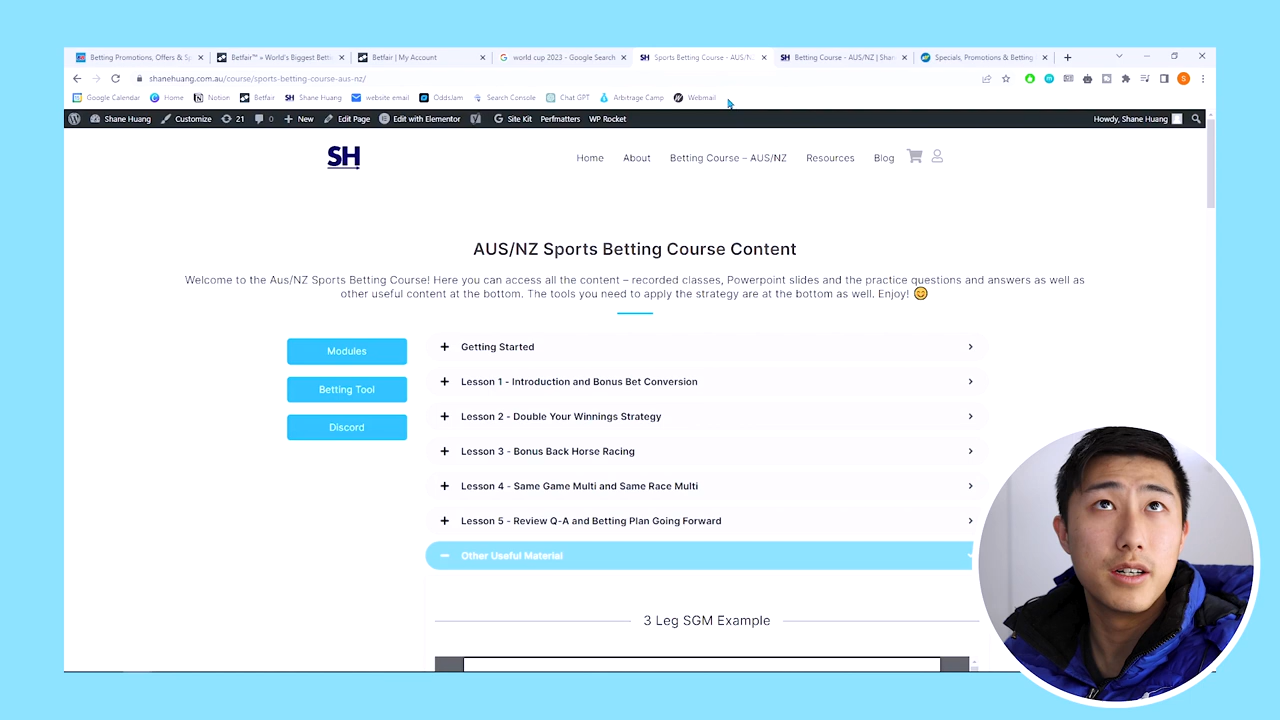 Betting Promotions, Offers & Sp
Betfair™ » World's Biggest Betti
Betfair | My Account
world cup 2023 - Google Search
Sports Betting Course - AUS/NZ
Betting Course - AUS/NZ | Shan
Specials, Promotions & Betting
shanehuang.com.au/course/sports-betting-course-aus-nz/
S
Google Calendar
Home
Notion
Betfair
Shane Huang
website email
OddsJam
Search Console
Chat GPT
Arbitrage Camp
Webmail
Shane Huang
Customize
21
0
New
Edit Page
Edit with Elementor
Site Kit
Perfmatters
WP Rocket
Howdy, Shane Huang
SH
Home
About
Betting Course – AUS/NZ
Resources
Blog
AUS/NZ Sports Betting Course Content
Welcome to the Aus/NZ Sports Betting Course! Here you can access all the content – recorded classes, Powerpoint slides and the practice questions and answers as well as
other useful content at the bottom. The tools you need to apply the strategy are at the bottom as well. Enjoy! 😊
Modules
Betting Tool
Discord
Getting Started
Lesson 1 - Introduction and Bonus Bet Conversion
Lesson 2 - Double Your Winnings Strategy
Lesson 3 - Bonus Back Horse Racing
Lesson 4 - Same Game Multi and Same Race Multi
Lesson 5 - Review Q-A and Betting Plan Going Forward
Other Useful Material
3 Leg SGM Example